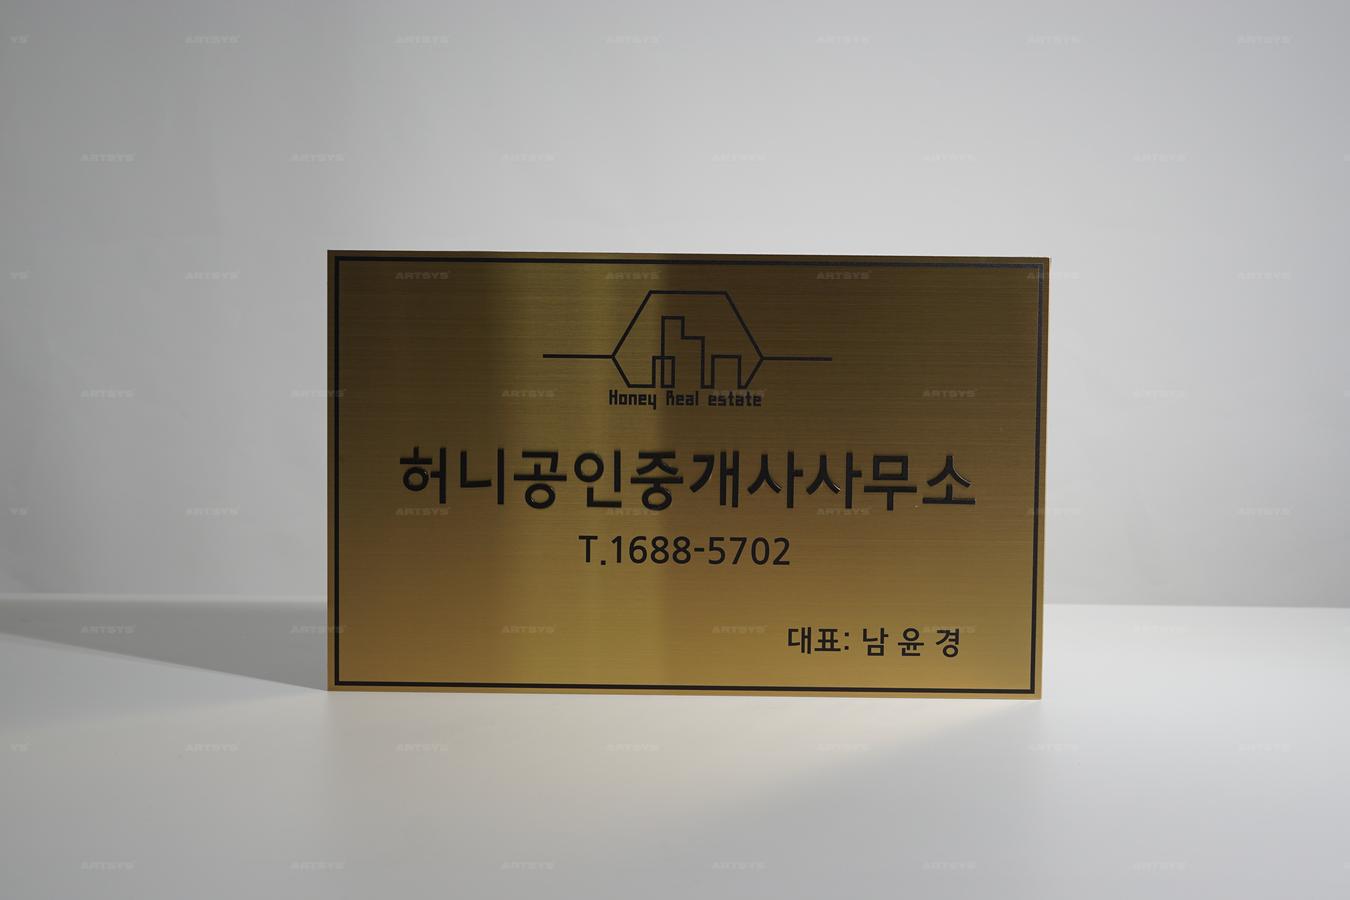 Honey Real estate
허니공인중개사사무소
T.1688-5702
대표: 남 윤 경
ARTSYS